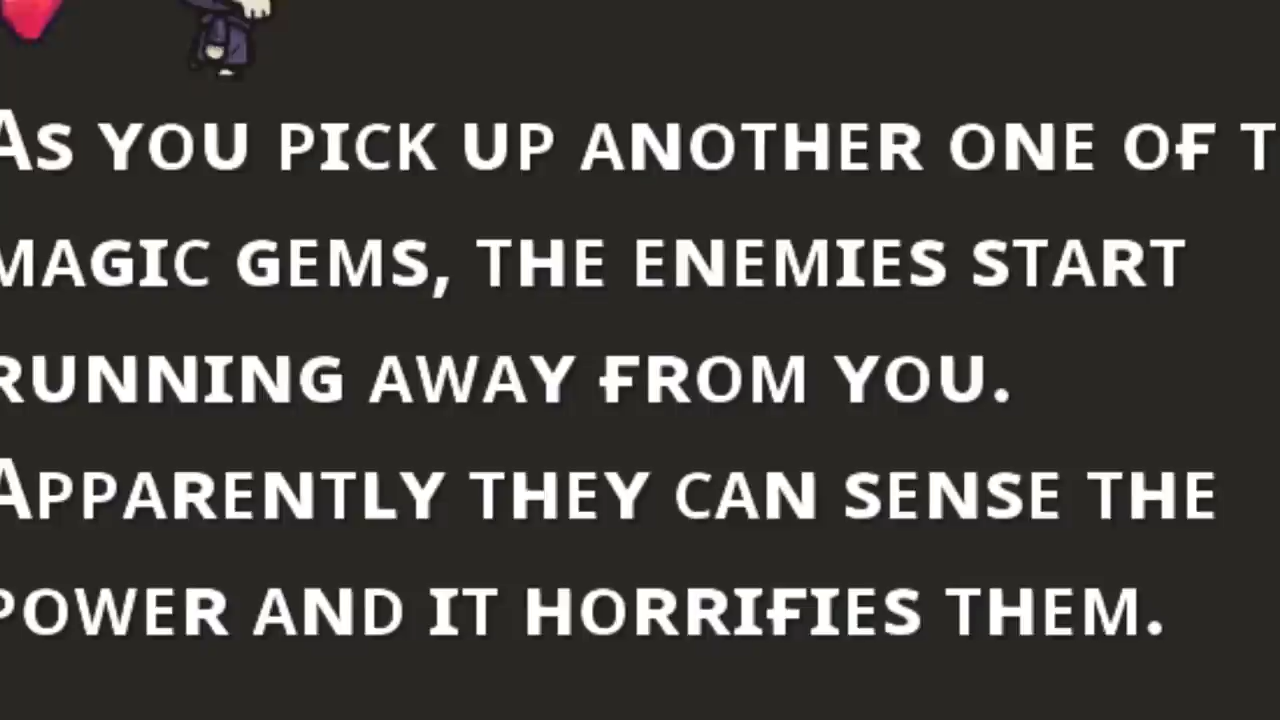 As you pick up another one of
magic gems, the enemies start
running away from you.
Apparently they can sense the
power and it horrifies them.